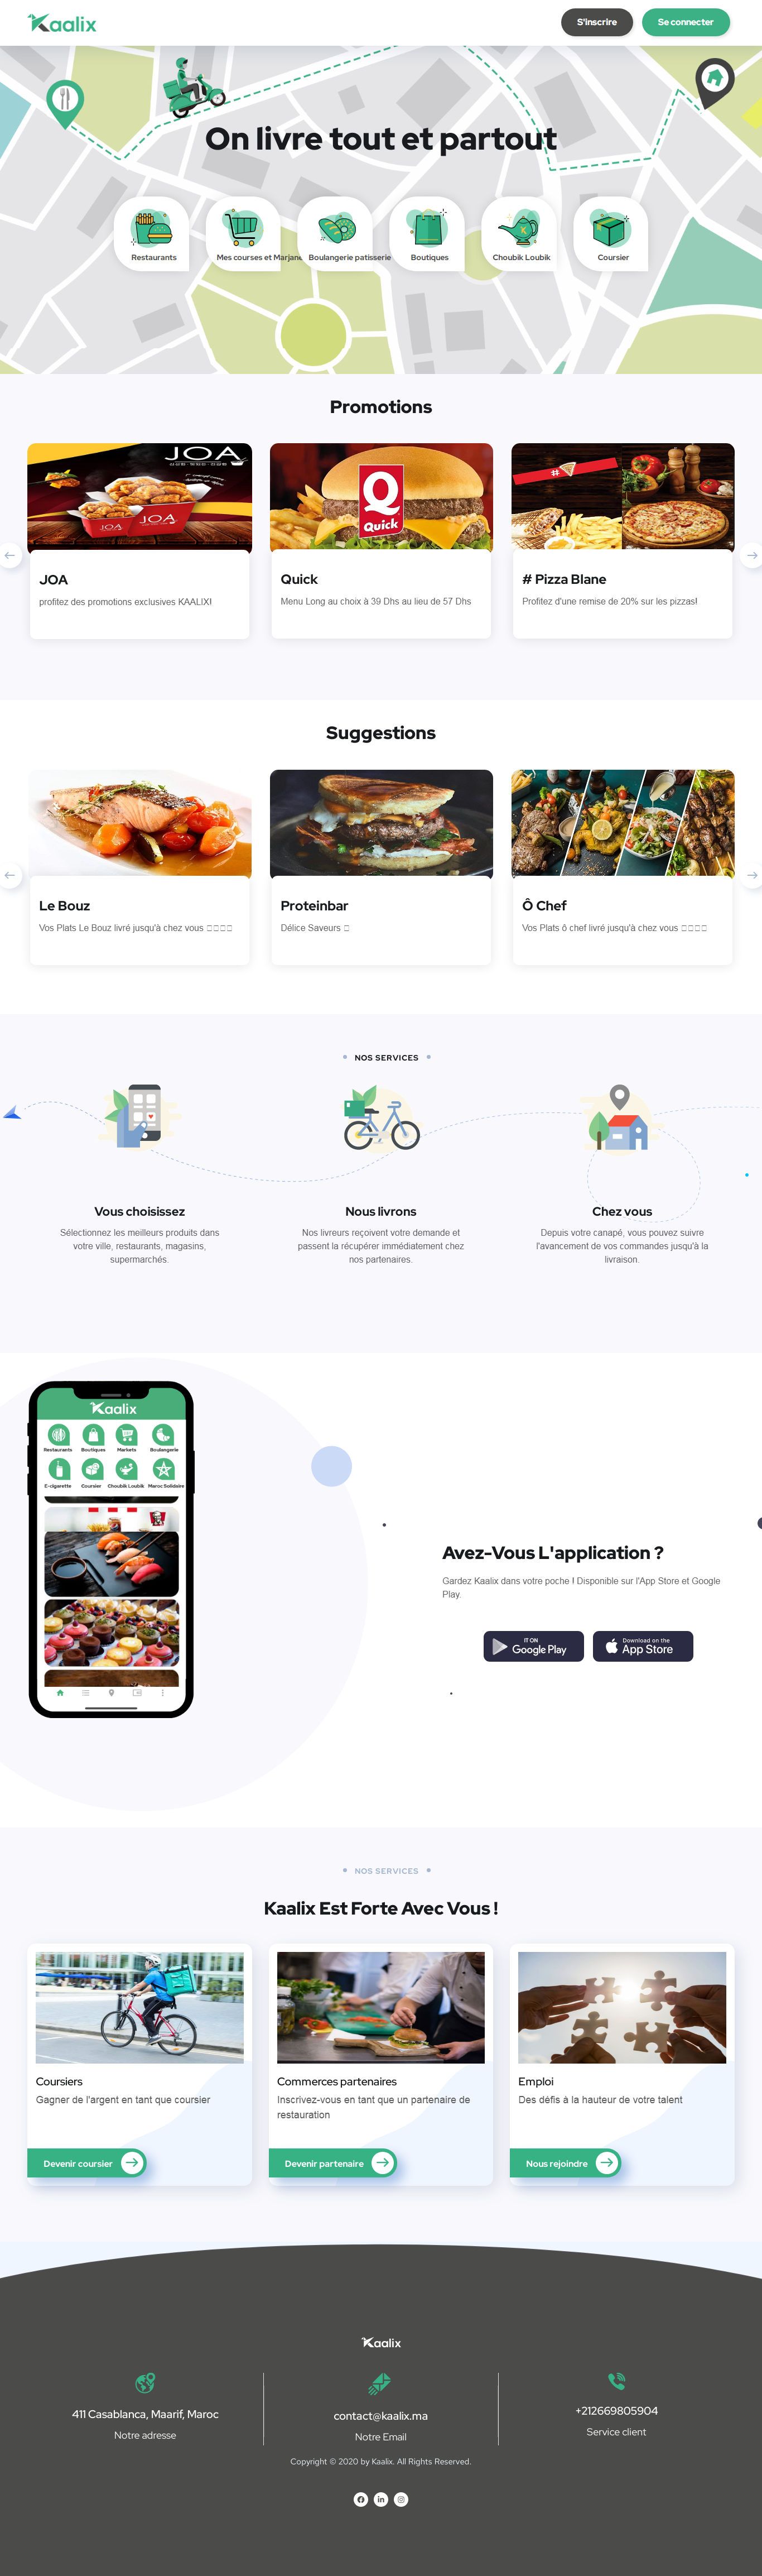 Kaalix
S'inscrire
Se connecter
On livre tout et partout
Restaurants
Mes courses et Marjane
Boulangerie patisserie
Boutiques
Choubik Loubik
Coursier
Promotions
JOA
JOA
JOA
Q
Quick
#
JOA
profitez des promotions exclusives KAALIX!
Quick
Menu Long au choix à 39 Dhs au lieu de 57 Dhs
# Pizza Blane
Profitez d'une remise de 20% sur les pizzas!
Suggestions
Le Bouz
Vos Plats Le Bouz livré jusqu'à chez vous
Proteinbar
Délice Saveurs
Ô Chef
Vos Plats ô chef livré jusqu'à chez vous
NOS SERVICES
Vous choisissez
Sélectionnez les meilleurs produits dans
votre ville, restaurants, magasins,
supermarchés.
Nous livrons
Nos livreurs reçoivent votre demande et
passent la récupérer immédiatement chez
nos partenaires.
Chez vous
Depuis votre canapé, vous pouvez suivre
l'avancement de vos commandes jusqu'à la
livraison.
Kaalix
Restaurants
Boutiques
Markets
Boulangerie
E-cigarette
Coursier
Choubik Loubik
Maroc Solidaire
KFC
Avez-Vous L'application ?
Gardez Kaalix dans votre poche ! Disponible sur l'App Store et Google
Play.
IT ON
Google Play
Download on the
App Store
NOS SERVICES
Kaalix Est Forte Avec Vous !
Coursiers
Gagner de l'argent en tant que coursier
Devenir coursier
Commerces partenaires
Inscrivez-vous en tant que un partenaire de
restauration
Devenir partenaire
Emploi
Des défis à la hauteur de votre talent
Nous rejoindre
Kaalix
411 Casablanca, Maarif, Maroc
Notre adresse
contact@kaalix.ma
Notre Email
+212669805904
Service client
Copyright © 2020 by Kaalix. All Rights Reserved.